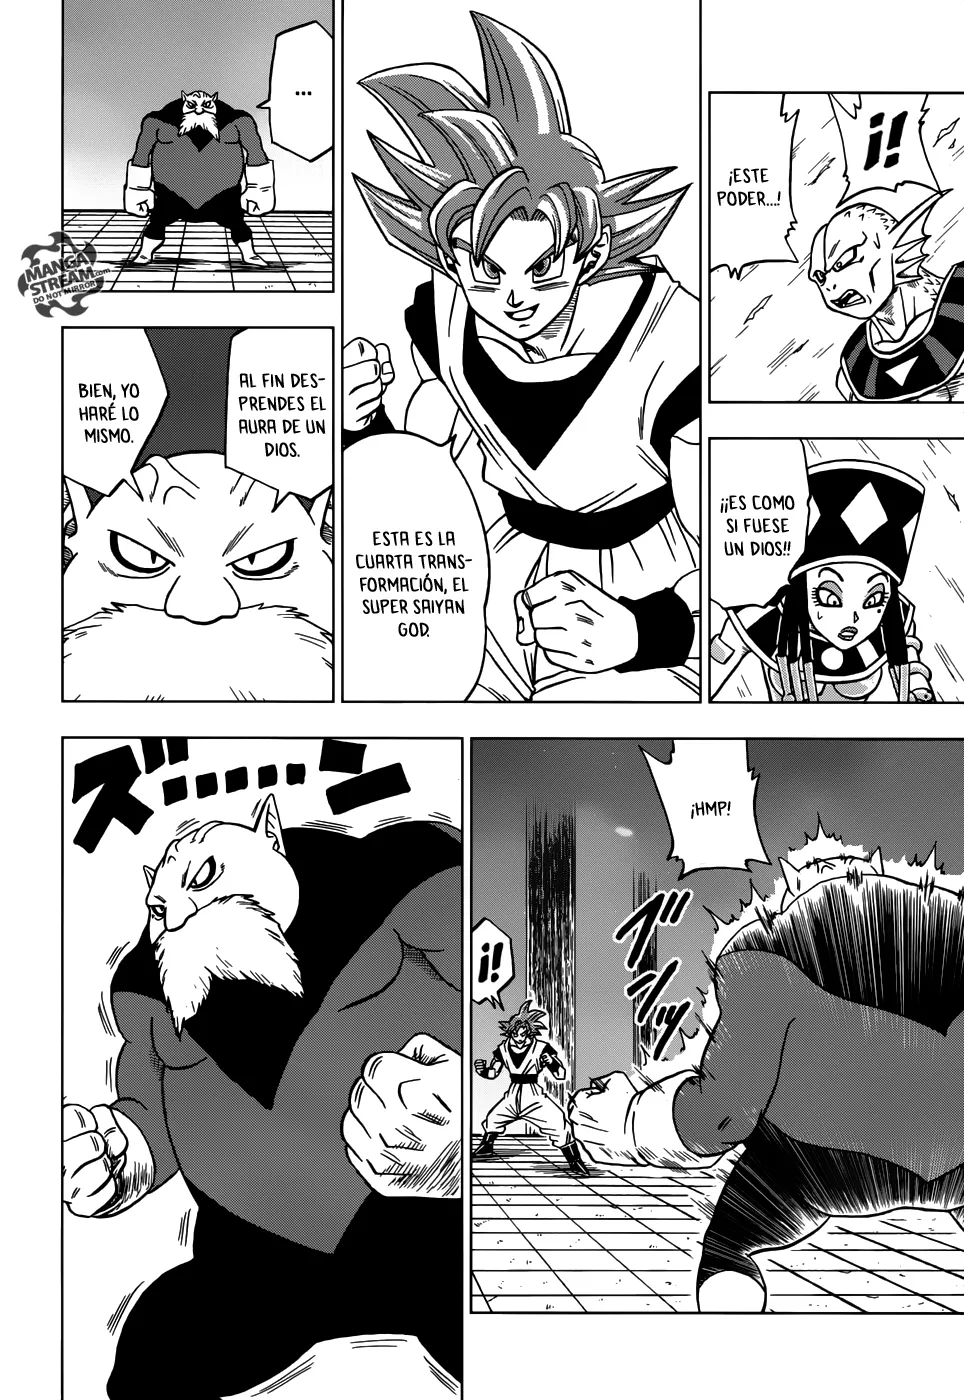 ¡!
¡ESTE
PODER...!
¡¡ES COMO
SI FUESE
UN DIOS!!
ESTA ES LA
CUARTA TRANS-
FORMACIÓN, EL
SUPER SAIYAN
GOD.
...
MANGA
STREAM.com
DO NOT MIRROR
AL FIN DES-
PRENDES EL
AURA DE UN
DIOS.
BIEN, YO
HARÉ LO
MISMO.
¡HMP!
ブッ
¡!
ズ･･･ン